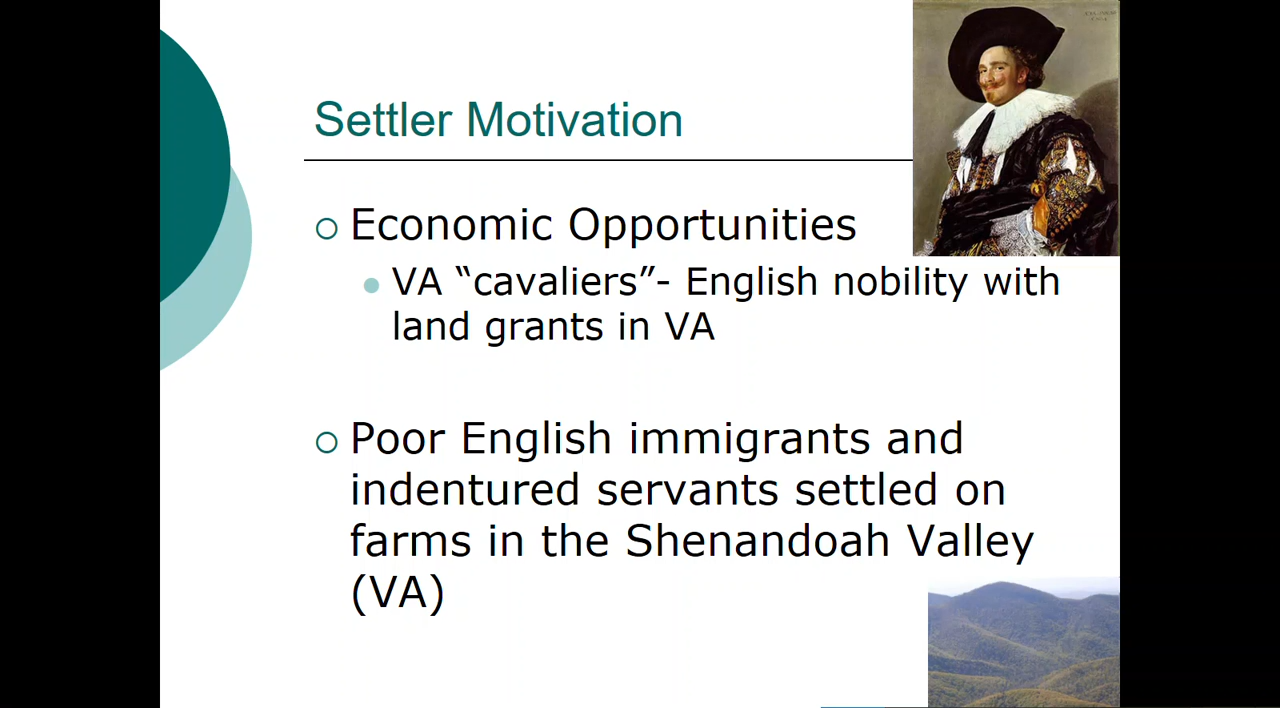 Settler Motivation
Economic Opportunities
VA “cavaliers”- English nobility with
land grants in VA
Poor English immigrants and
indentured servants settled on
farms in the Shenandoah Valley
(VA)